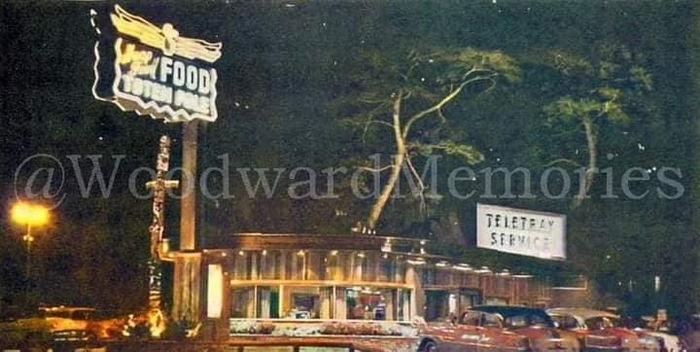 FOOD
TOTEM POLE
@WoodwardMemories
TELETRAY
SERVICE